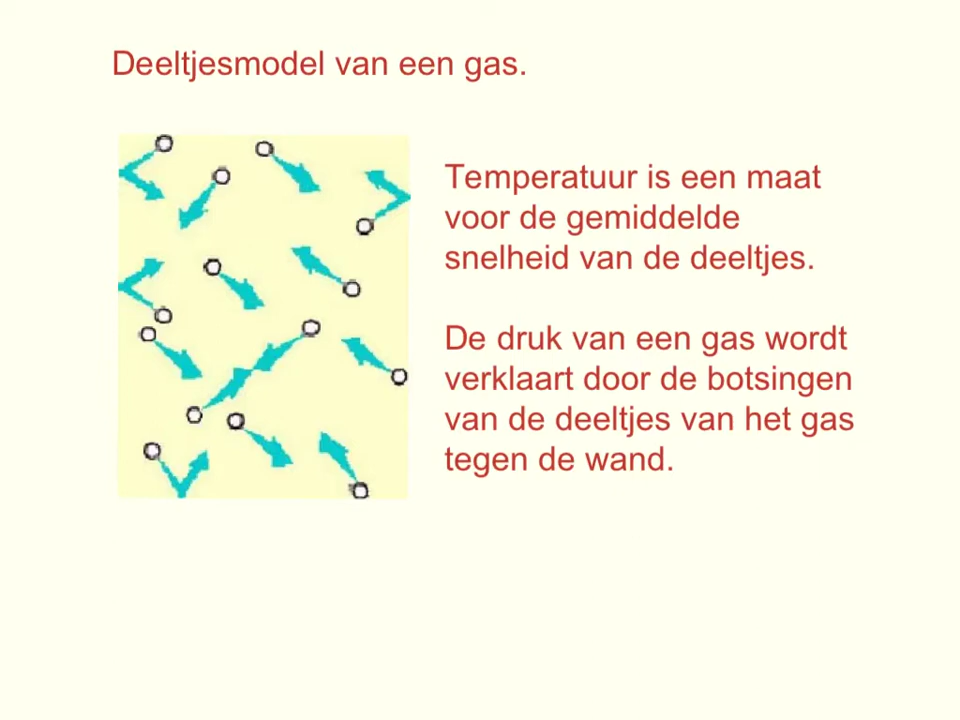 Deeltjesmodel van een gas.
Temperatuur is een maat
voor de gemiddelde
snelheid van de deeltjes.
De druk van een gas wordt
verklaart door de botsingen
van de deeltjes van het gas
tegen de wand.